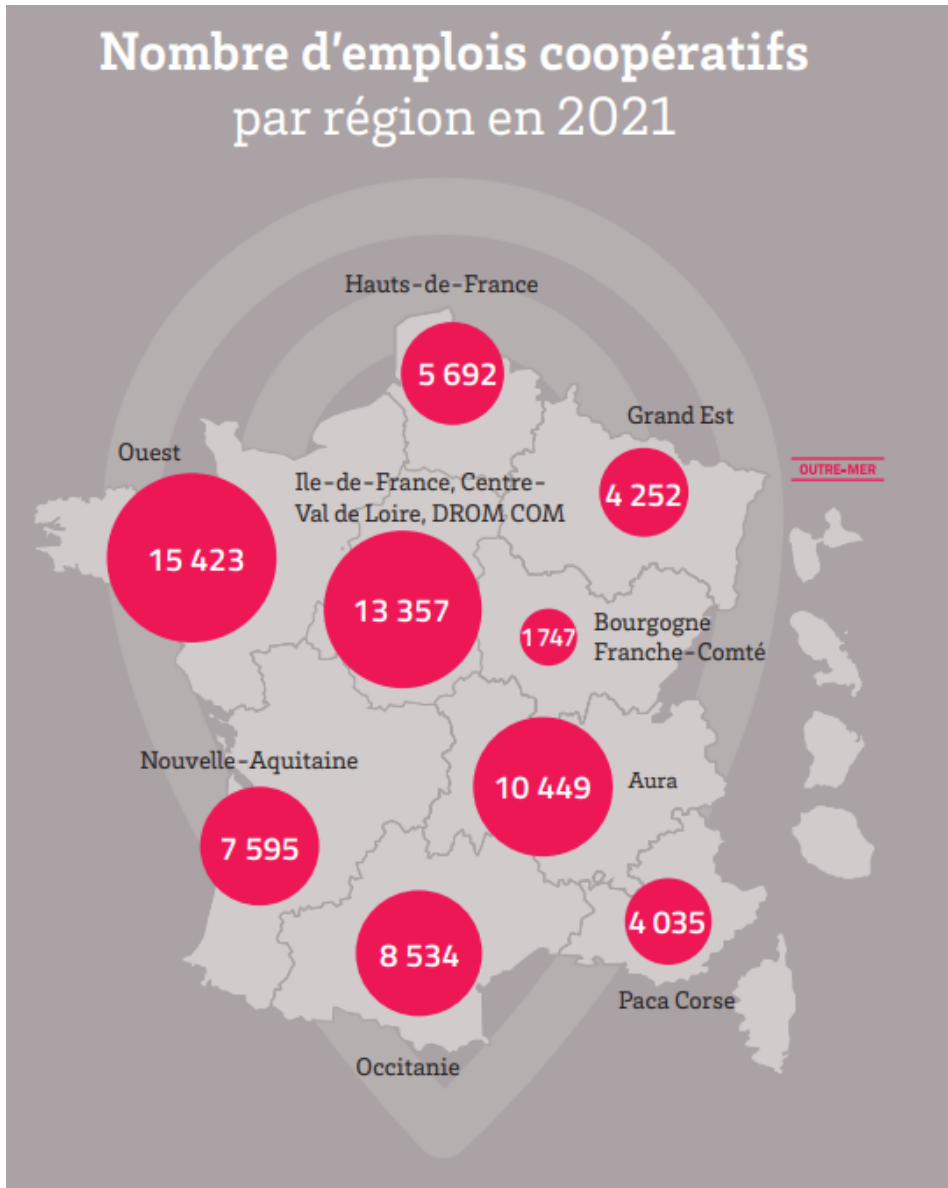 Nombre d'emplois coopératifs
par région en 2021
Hauts-de-France
5 692
Grand Est
4 252
Ouest
15 423
Ile-de-France, Centre-
Val de Loire, DROM COM
13 357
OUTRE-MER
1 747
Bourgogne
Franche-Comté
Nouvelle-Aquitaine
7 595
10 449
Aura
8 534
Occitanie
4 035
Paca Corse